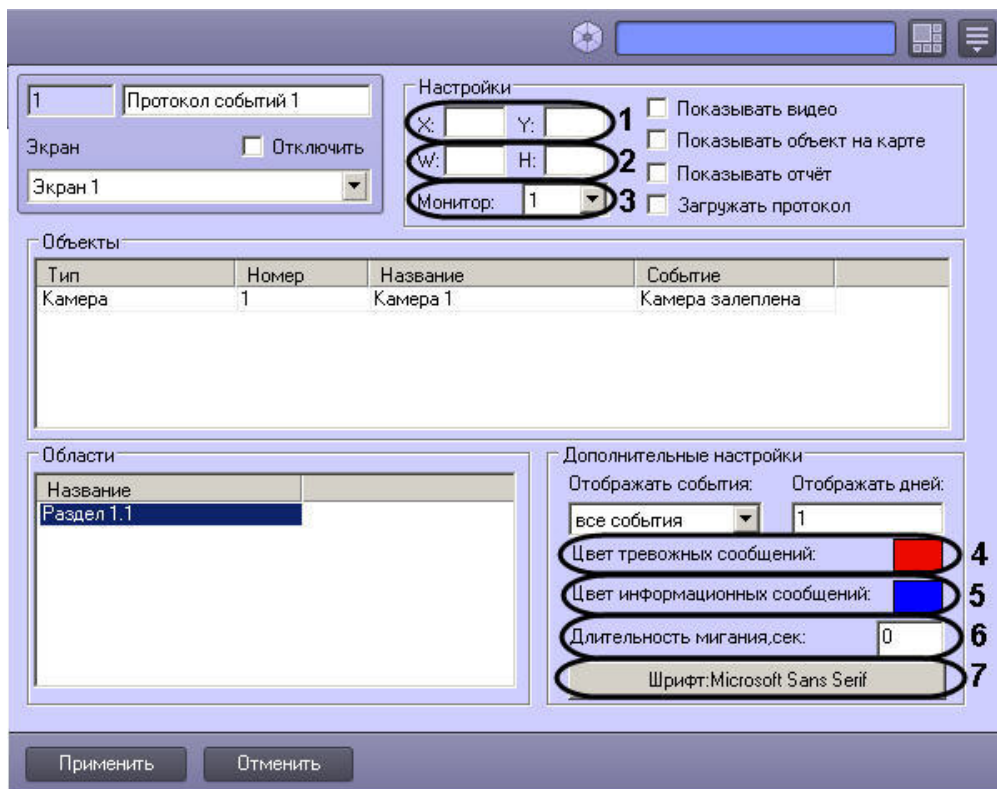 1 Протокол событий 1
Экран Отключить
Экран 1
Настройки
X: Y: 1
W: H: 2
Монитор: 1 3
Показывать видео
Показывать объект на карте
Показывать отчёт
Загружать протокол
Объекты
Тип Номер Название Событие
Камера 1 Камера 1 Камера залеплена
Области
Название
Раздел 1.1
Дополнительные настройки
Отображать события: Отображать дней:
все события 1
Цвет тревожных сообщений: 4
Цвет информационных сообщений: 5
Длительность мигания,сек: 0 6
Шрифт:Microsoft Sans Serif 7
Применить Отменить